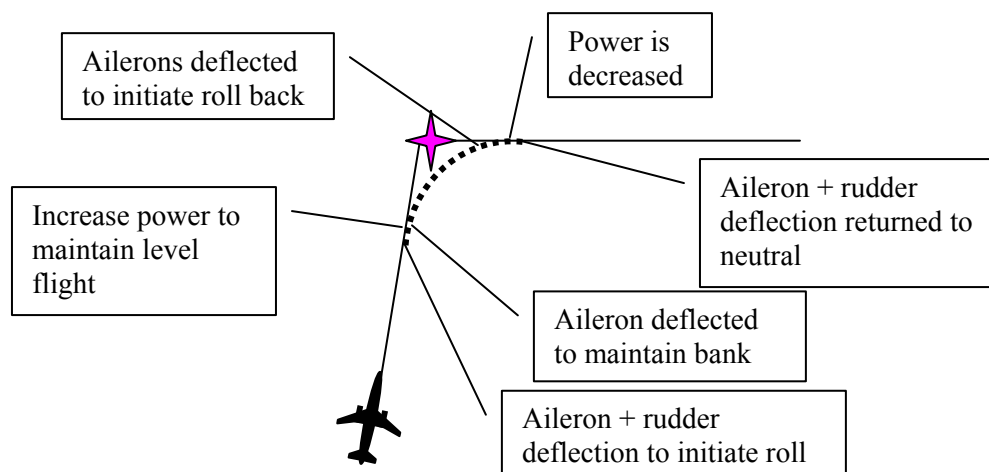 Ailerons deflected
to initiate roll back
Power is
decreased
Increase power to
maintain level
flight
Aileron + rudder
deflection returned to
neutral
Aileron deflected
to maintain bank
Aileron + rudder
deflection to initiate roll